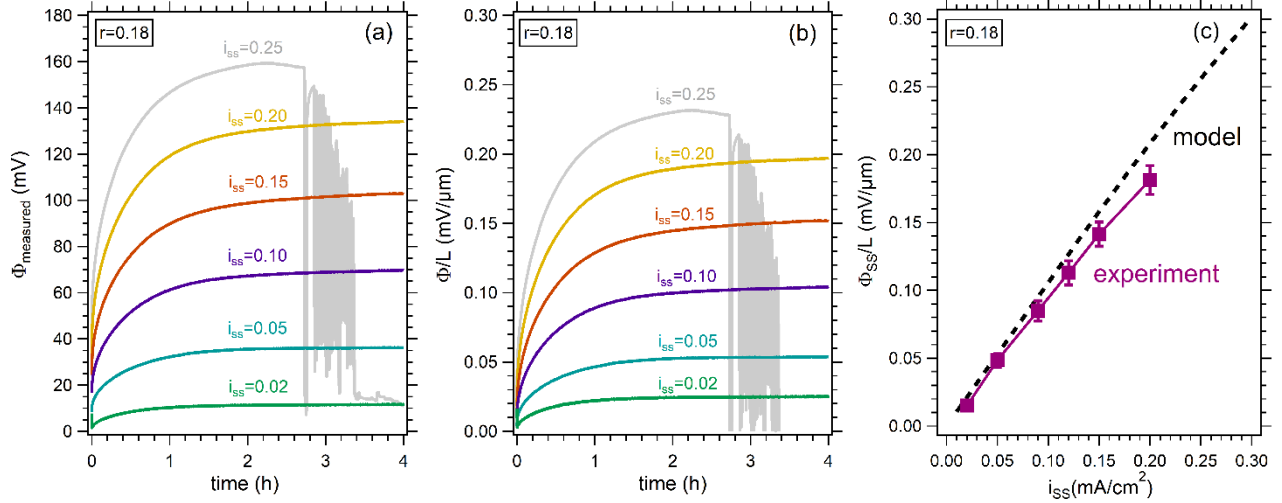 r=0.18
(a)
i_ss=0.25
i_ss=0.20
i_ss=0.15
i_ss=0.10
i_ss=0.05
i_ss=0.02
Φ_measured (mV)
180
160
140
120
100
80
60
40
20
0
0 1 2 3 4
time (h)
r=0.18
(b)
i_ss=0.25
i_ss=0.20
i_ss=0.15
i_ss=0.10
i_ss=0.05
i_ss=0.02
Φ/L (mV/μm)
0.30
0.25
0.20
0.15
0.10
0.05
0.00
0 1 2 3 4
time (h)
r=0.18
(c)
model
experiment
Φ_SS/L (mV/μm)
0.30
0.25
0.20
0.15
0.10
0.05
0.00
0.00 0.05 0.10 0.15 0.20 0.25 0.30
i_SS(mA/cm²)